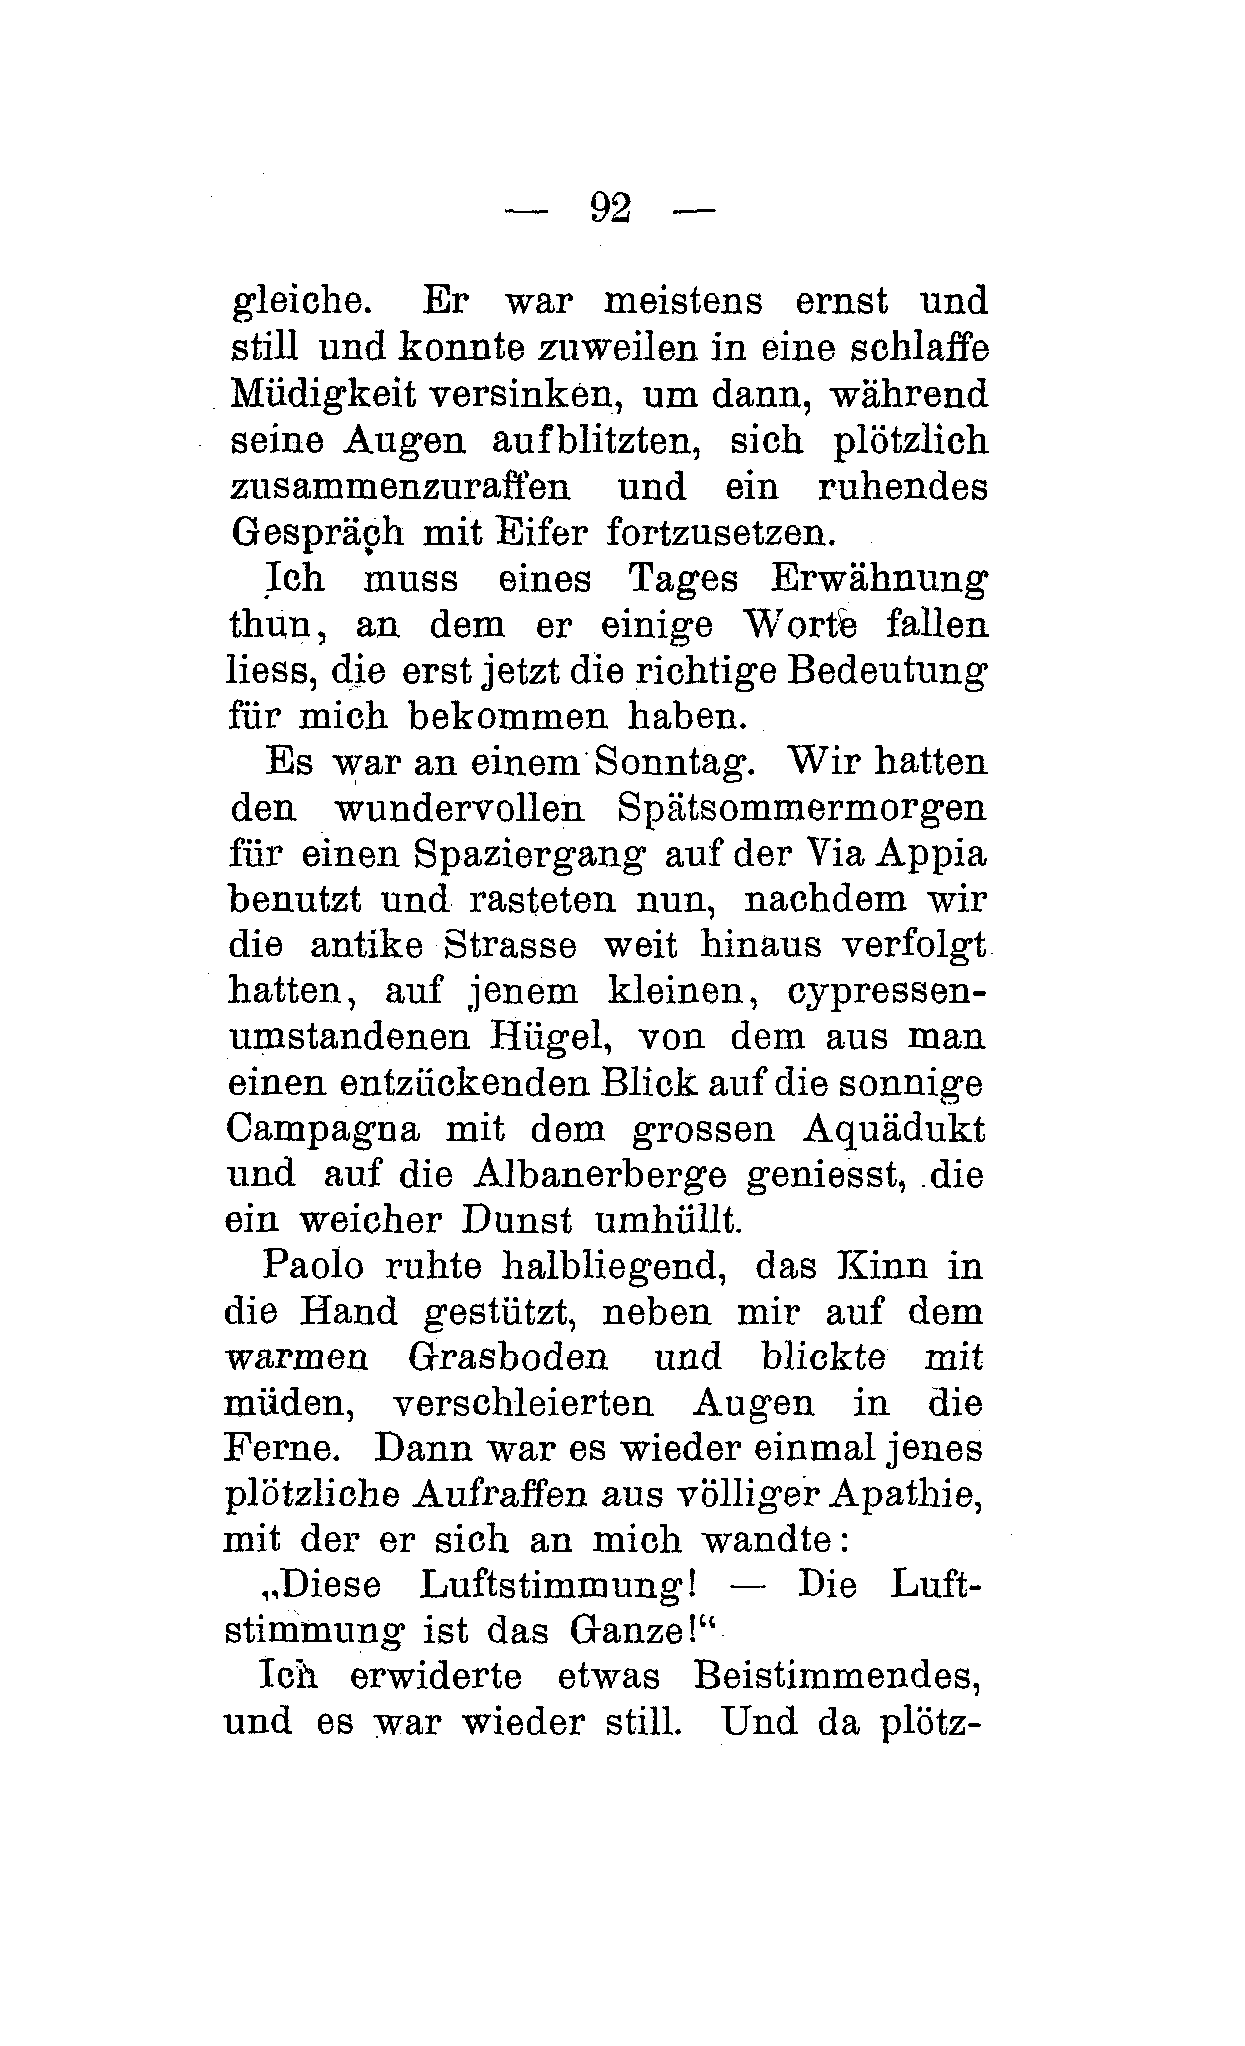 — 92 —
gleiche. Er war meistens ernst und
still und konnte zuweilen in eine schlaffe
Müdigkeit versinken, um dann, während
seine Augen aufblitzten, sich plötzlich
zusammenzuraffen und ein ruhendes
Gespräch mit Eifer fortzusetzen.
Ich muss eines Tages Erwähnung
thun, an dem er einige Worte fallen
liess, die erst jetzt die richtige Bedeutung
für mich bekommen haben.
Es war an einem Sonntag. Wir hatten
den wundervollen Spätsommermorgen
für einen Spaziergang auf der Via Appia
benutzt und rasteten nun, nachdem wir
die antike Strasse weit hinaus verfolgt
hatten, auf jenem kleinen, cypressen-
umstandenen Hügel, von dem aus man
einen entzückenden Blick auf die sonnige
Campagna mit dem grossen Aquädukt
und auf die Albanerberge geniesst, die
ein weicher Dunst umhüllt.
Paolo ruhte halbliegend, das Kinn in
die Hand gestützt, neben mir auf dem
warmen Grasboden und blickte mit
müden, verschleierten Augen in die
Ferne. Dann war es wieder einmal jenes
plötzliche Aufraffen aus völliger Apathie,
mit der er sich an mich wandte:
„Diese Luftstimmung! — Die Luft-
stimmung ist das Ganze!“
Ich erwiderte etwas Beistimmendes,
und es war wieder still. Und da plötz-